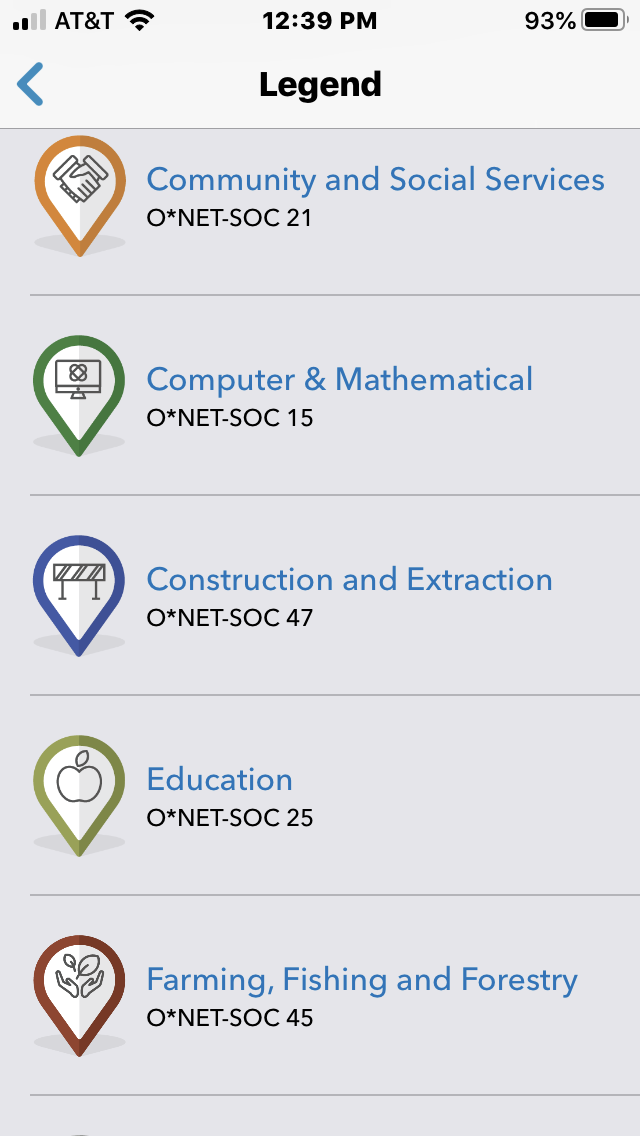 AT&T 12:39 PM 93%
Legend
Community and Social Services
O*NET-SOC 21
Computer & Mathematical
O*NET-SOC 15
Construction and Extraction
O*NET-SOC 47
Education
O*NET-SOC 25
Farming, Fishing and Forestry
O*NET-SOC 45